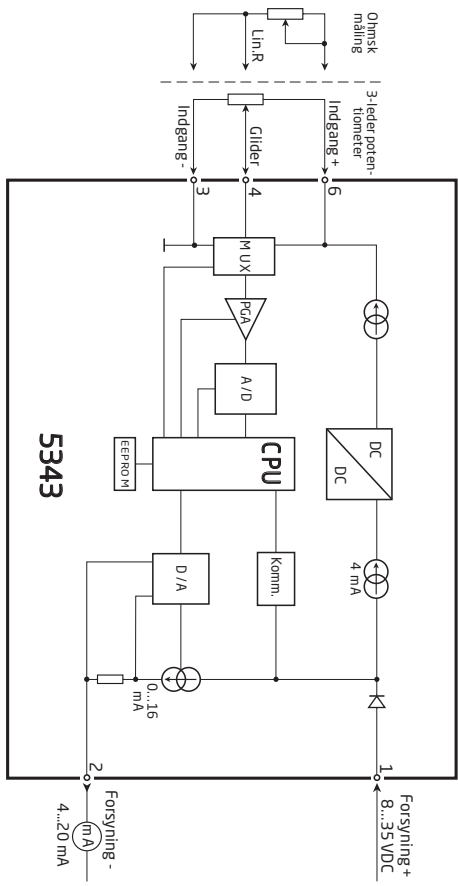 Ohmsk
måling
Lin.R
3-leder poten-
tiometer
Indgang +
Glider
Indgang -
6
4
3
MUX
PGA
A/D
CPU
EEPROM
DC
DC
4 mA
Komm.
D/A
0...16
mA
5343
1
2
Forsyning +
8...35 VDC
Forsyning -
4...20 mA
mA